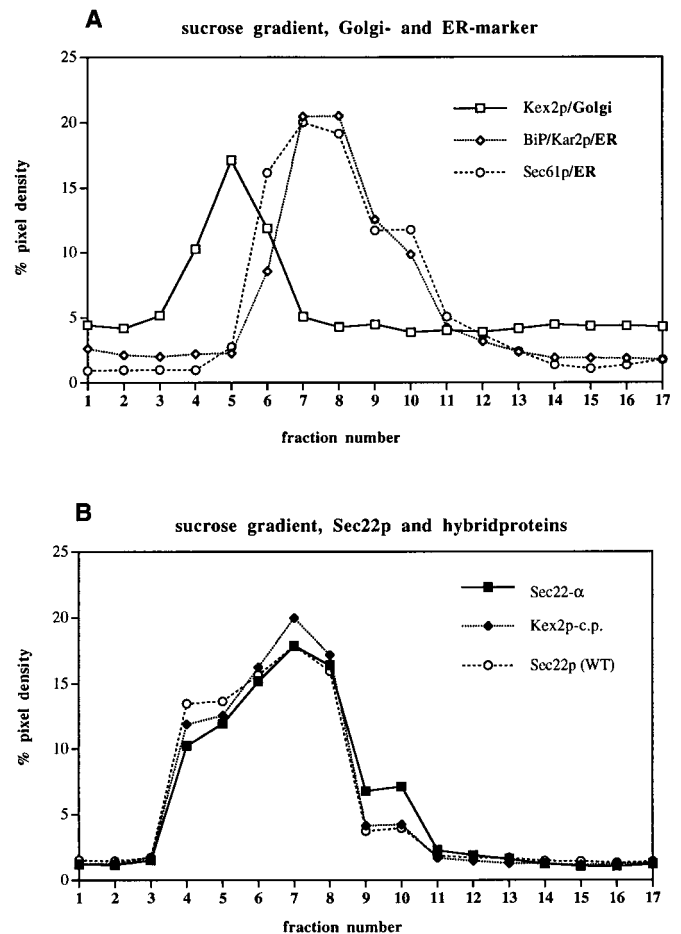 A
sucrose gradient, Golgi- and ER-marker
25
20
15
10
5
0
% pixel density
Kex2p/Golgi
BiP/Kar2p/ER
Sec61p/ER
1 2 3 4 5 6 7 8 9 10 11 12 13 14 15 16 17
fraction number
B
sucrose gradient, Sec22p and hybridproteins
25
20
15
10
5
0
% pixel density
Sec22-α
Kex2p-c.p.
Sec22p (WT)
1 2 3 4 5 6 7 8 9 10 11 12 13 14 15 16 17
fraction number